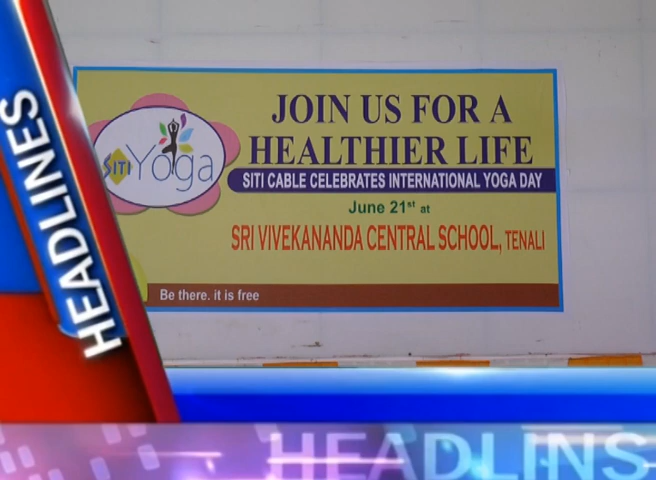 HEADLINES
SITI Yoga
JOIN US FOR A
HEALTHIER LIFE
SITI CABLE CELEBRATES INTERNATIONAL YOGA DAY
June 21st at
SRI VIVEKANANDA CENTRAL SCHOOL, TENALI
Be there. it is free
HEADLINS